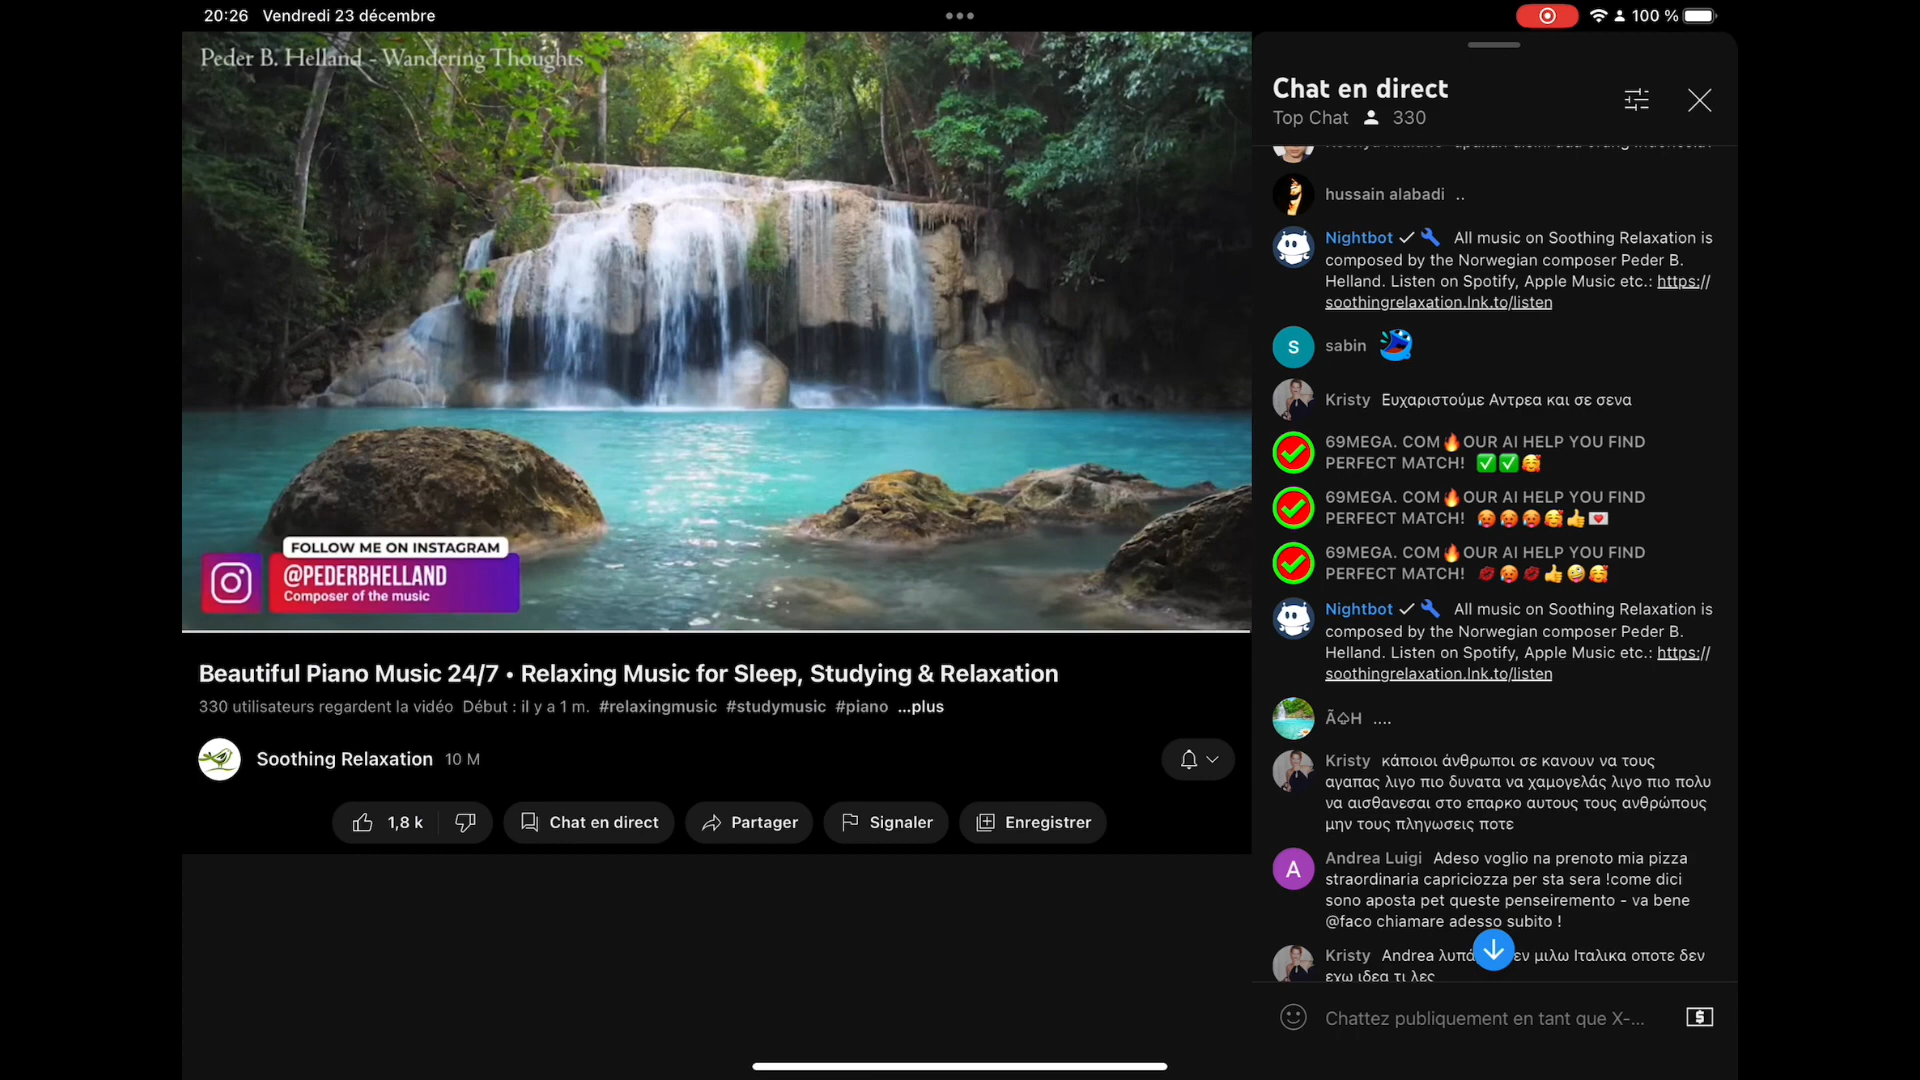 20:26 Vendredi 23 décembre
100 %
Peder B. Helland - Wandering Thoughts
FOLLOW ME ON INSTAGRAM
@PEDERBHELLAND
Composer of the music
Beautiful Piano Music 24/7 • Relaxing Music for Sleep, Studying & Relaxation
330 utilisateurs regardent la vidéo Début : il y a 1 m. #relaxingmusic #studymusic #piano ...plus
Soothing Relaxation 10 M
1,8 k
Chat en direct
Partager
Signaler
Enregistrer
Chat en direct
Top Chat 330
hussain alabadi ..
Nightbot All music on Soothing Relaxation is
composed by the Norwegian composer Peder B.
Helland. Listen on Spotify, Apple Music etc.: https://
soothingrelaxation.lnk.to/listen
S
sabin
Kristy Ευχαριστούμε Αντρεα και σε σενα
69MEGA. COM🔥OUR AI HELP YOU FIND
PERFECT MATCH! ✅✅🥰
69MEGA. COM🔥OUR AI HELP YOU FIND
PERFECT MATCH! 🥵🥵🥵🥰👍💌
69MEGA. COM🔥OUR AI HELP YOU FIND
PERFECT MATCH! 💋🥵💋👍🤪🥰
Nightbot All music on Soothing Relaxation is
composed by the Norwegian composer Peder B.
Helland. Listen on Spotify, Apple Music etc.: https://
soothingrelaxation.lnk.to/listen
Ã♤H ....
Kristy κάποιοι άνθρωποι σε κανουν να τους
αγαπας λιγο πιο δυνατα να χαμογελάς λιγο πιο πολυ
να αισθανεσαι στο επαρκο αυτους τους ανθρώπους
μην τους πληγωσεις ποτε
A
Andrea Luigi Adeso voglio na prenoto mia pizza
straordinaria capriciozza per sta sera !come dici
sono aposta pet queste penseiremento - va bene
@faco chiamare adesso subito !
Kristy Andrea μιλω Ιταλικα οποτε δεν
εχω ιδεα τι λες
Chattez publiquement en tant que X-...